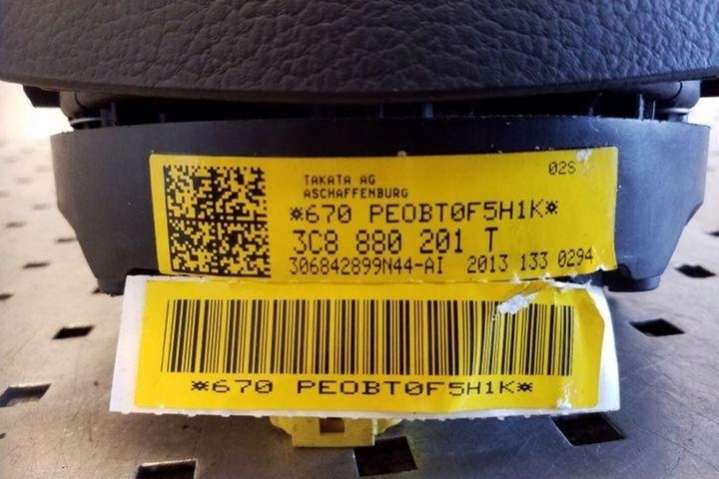 02S
TAKATA AG
ASCHAFFENBURG
*670 PEOBT0F5H1K*
3C8 880 201 T
306842899N44-AI 2013 133 0294
*670 PEOBT0F5H1K*